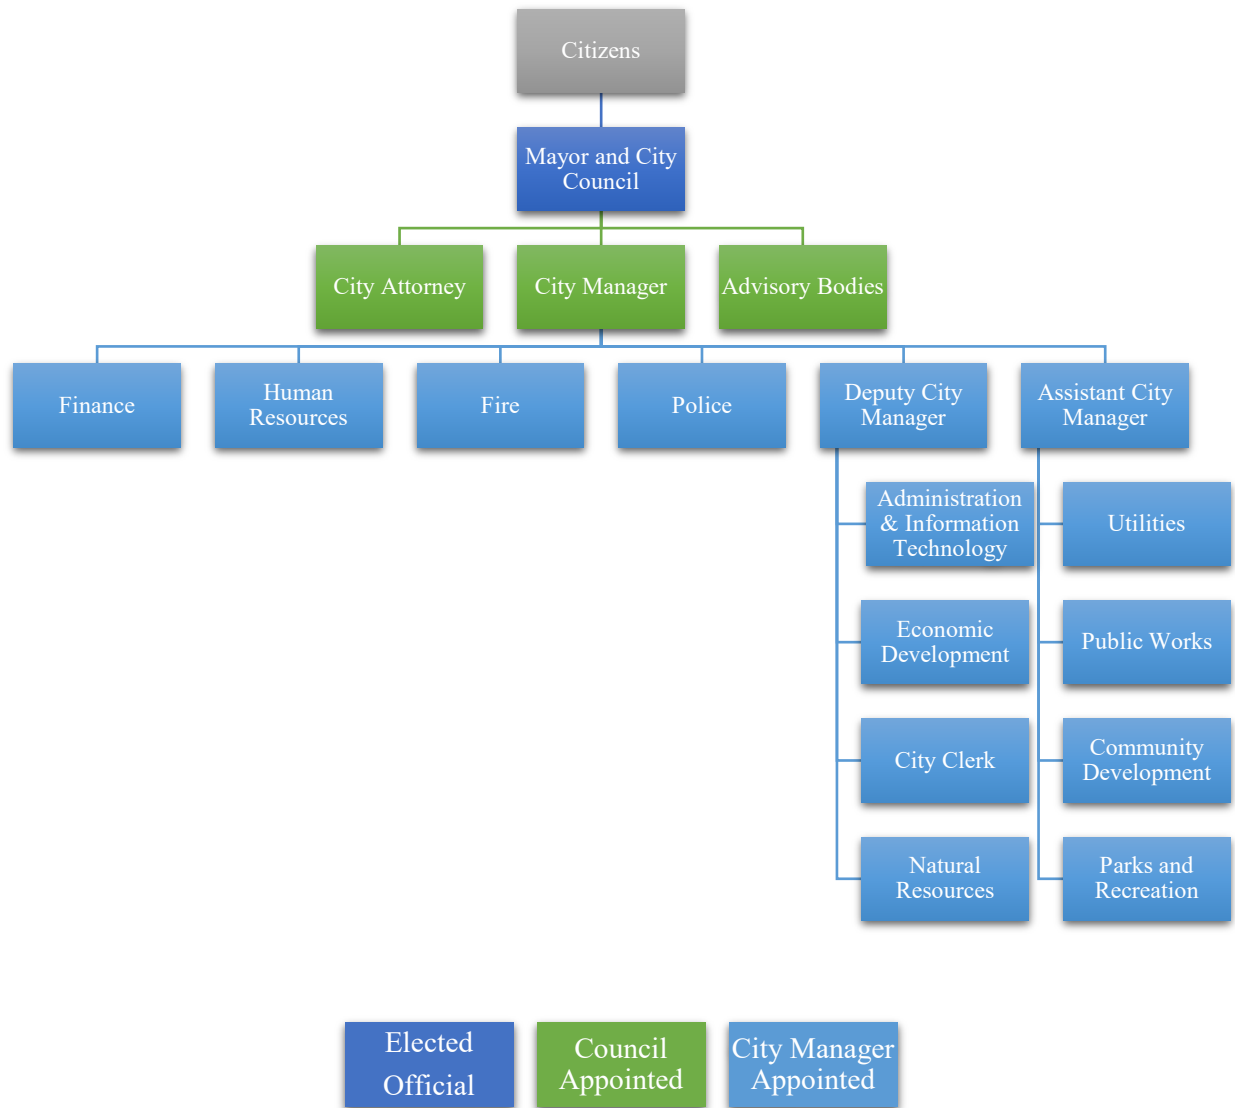 Citizens
Mayor and City
Council
City Attorney
City Manager
Advisory Bodies
Finance
Human
Resources
Fire
Police
Deputy City
Manager
Assistant City
Manager
Administration
& Information
Technology
Utilities
Economic
Development
Public Works
City Clerk
Community
Development
Natural
Resources
Parks and
Recreation
Elected
Official
Council
Appointed
City Manager
Appointed